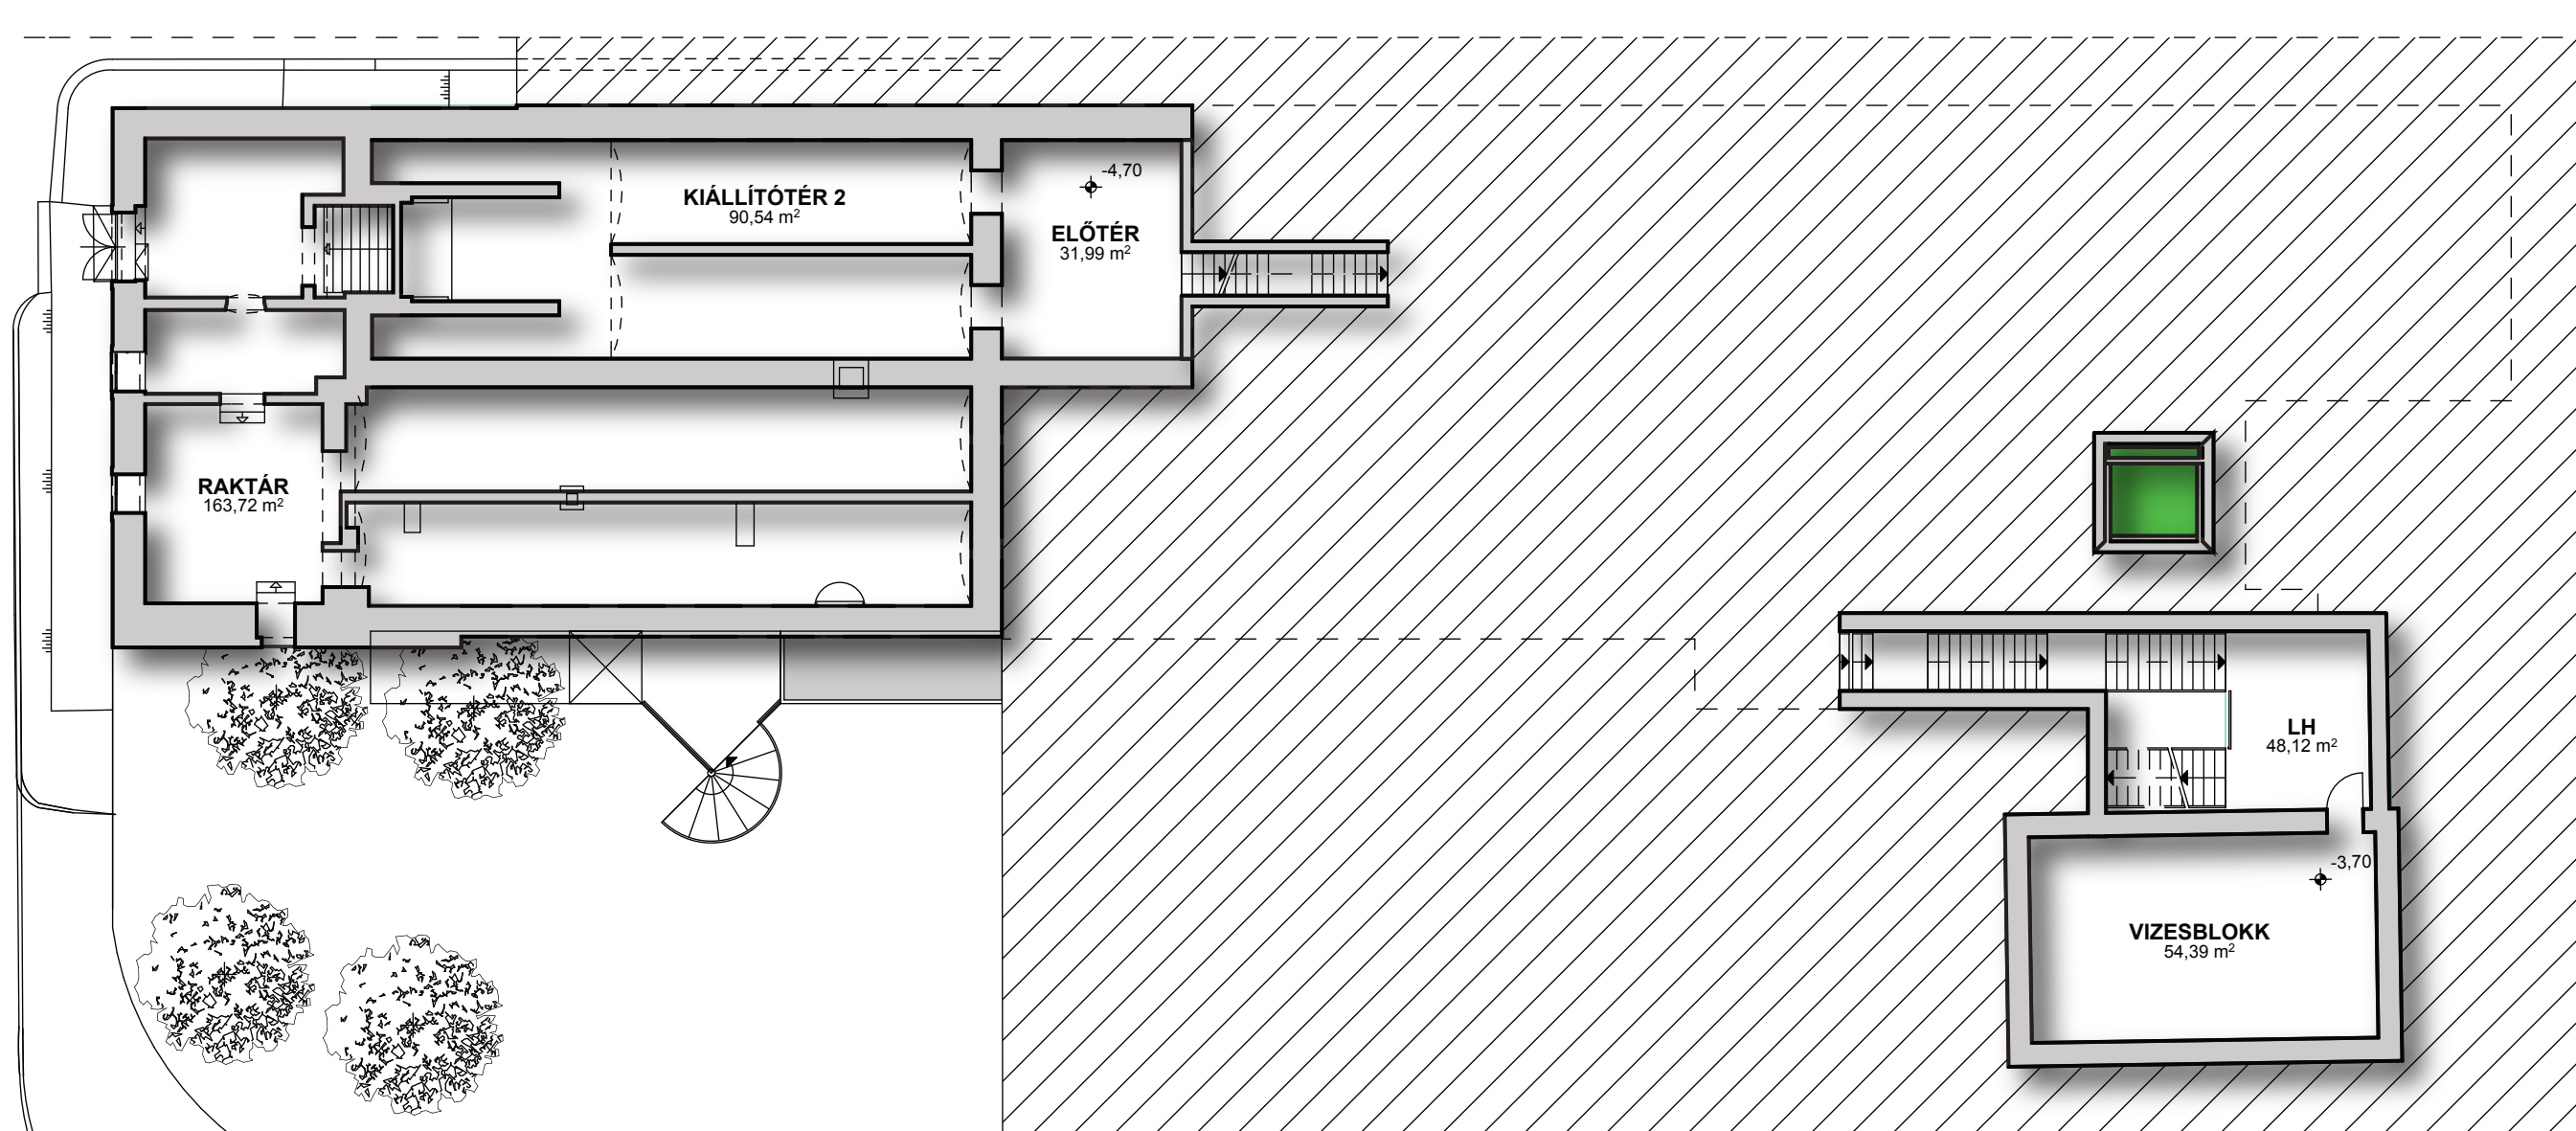 KIÁLLÍTÓTÉR 2
90,54 m²
-4,70
ELŐTÉR
31,99 m²
RAKTÁR
163,72 m²
LH
48,12 m²
-3,70
VIZESBLOKK
54,39 m²